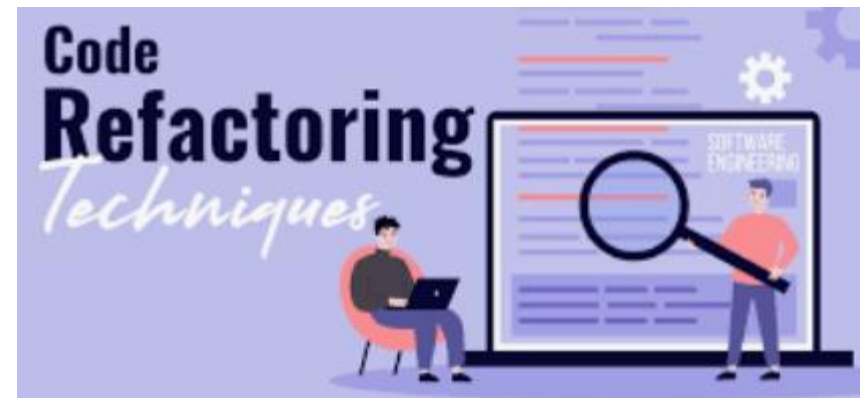 Code
Refactoring
Techniques
SOFTWARE
ENGINEERING